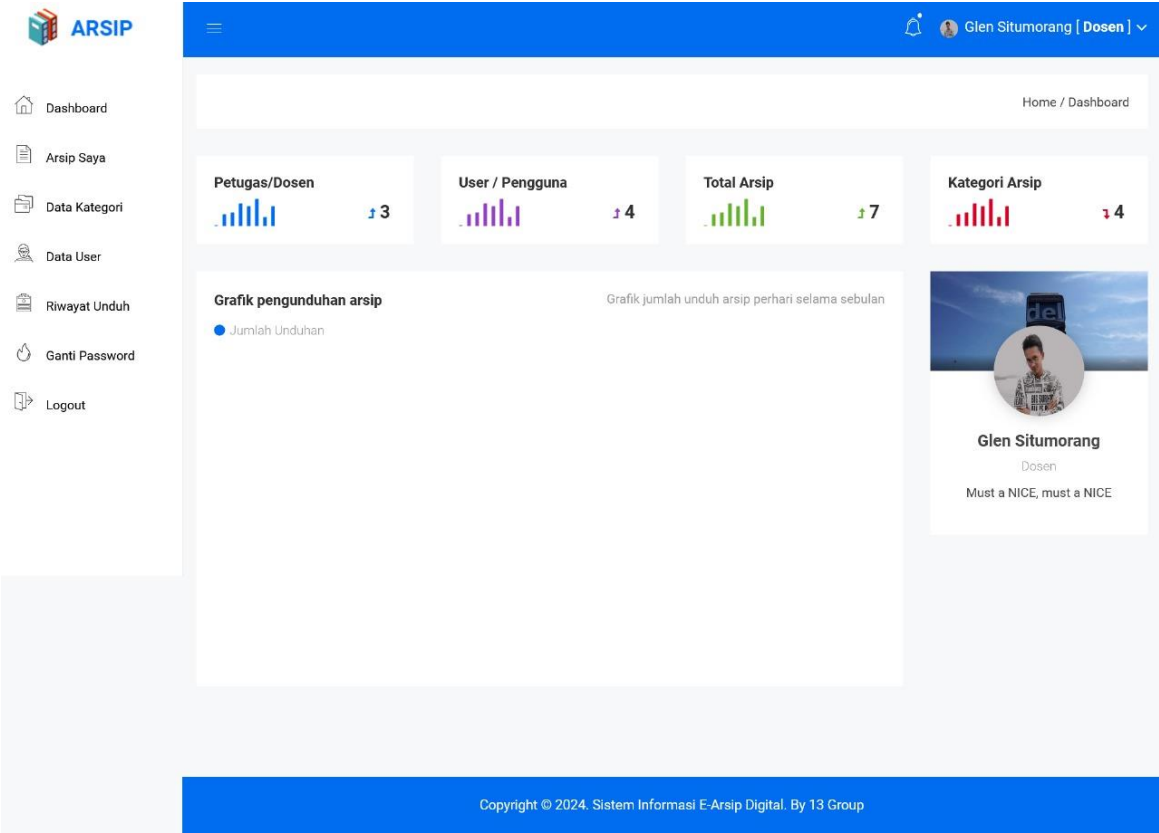 ARSIP
Glen Situmorang [ Dosen ]
Dashboard
Arsip Saya
Data Kategori
Data User
Riwayat Unduh
Ganti Password
Logout
Home / Dashboard
Petugas/Dosen
3
User / Pengguna
4
Total Arsip
7
Kategori Arsip
4
Grafik pengunduhan arsip
Grafik jumlah unduh arsip perhari selama sebulan
Jumlah Unduhan
del
Glen Situmorang
Dosen
Must a NICE, must a NICE
Copyright © 2024. Sistem Informasi E-Arsip Digital. By 13 Group